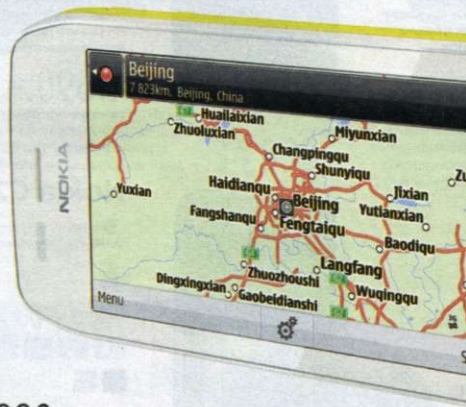 NOKIA
Beijing
7 823km, Beijing, China
Huailaixian
Zhuoluxian
Miyunxian
Changpingqu
Shunyiqu
Yuxian
Haidianqu
Jixian
Beijing
Yutianxian
Fangshanqu
Fengtaiqu
Baodiqu
Zhuozhoushi
Langfang
Dingxingxian
Gaobeidianshi
Wuqingqu
Menu